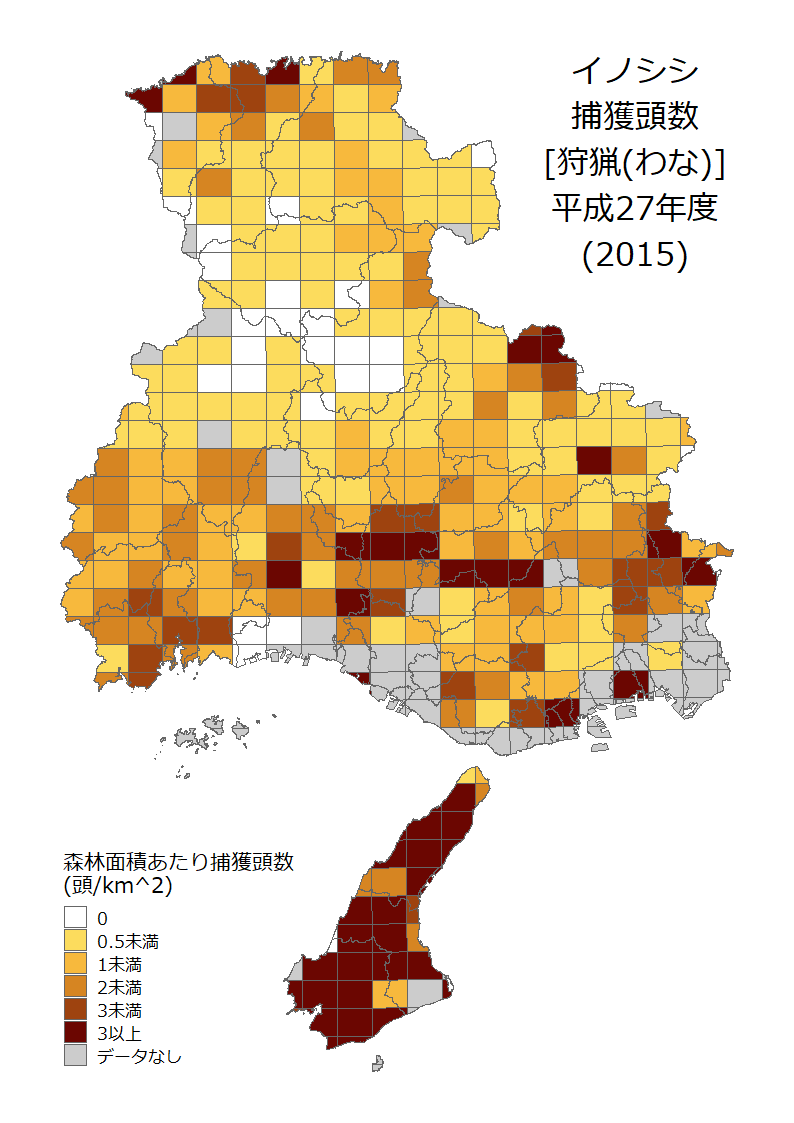 イノシシ
捕獲頭数
[狩猟(わな)]
平成27年度
(2015)
森林面積あたり捕獲頭数
(頭/km^2)
0
0.5未満
1未満
2未満
3未満
3以上
データなし